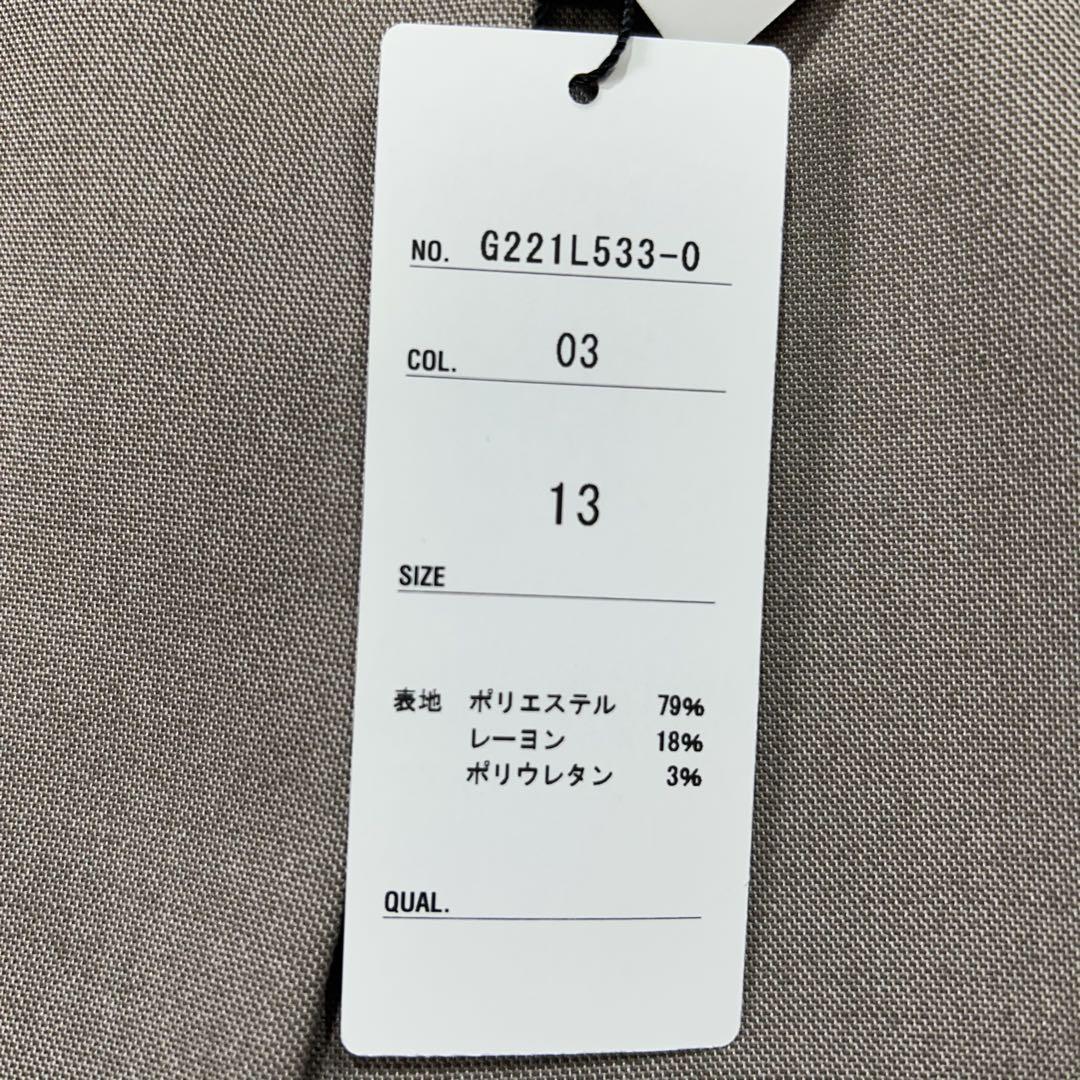 NO. G221L533-0
COL. 03
13
SIZE
表地 ポリエステル 79%
レーヨン 18%
ポリウレタン 3%
QUAL.